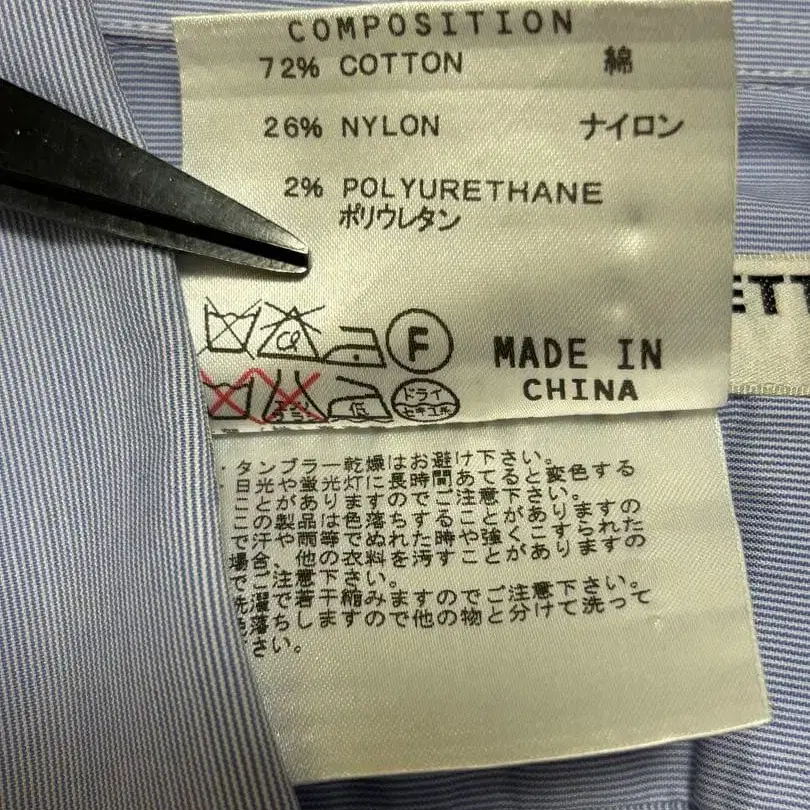 COMPOSITION
72% COTTON 綿
26% NYLON ナイロン
2% POLYURETHANE
ポリウレタン
F
MADE IN
CHINA
低
ドライ
セキユ系
ETT
・タンブラー乾燥はお避け下さい。
日光や蛍光灯に長時間あてると変色する
ことがありますのでご注意下さい。
この製品は色落ちすることがありますの
で汗や雨等でぬれた時や強くこすられた
場合、他の衣料を汚すことがありますの
でご注意下さい。
洗濯で若干縮みますのでご注意下さい。
色落ちしますので他の物と分けて洗って
ださい。